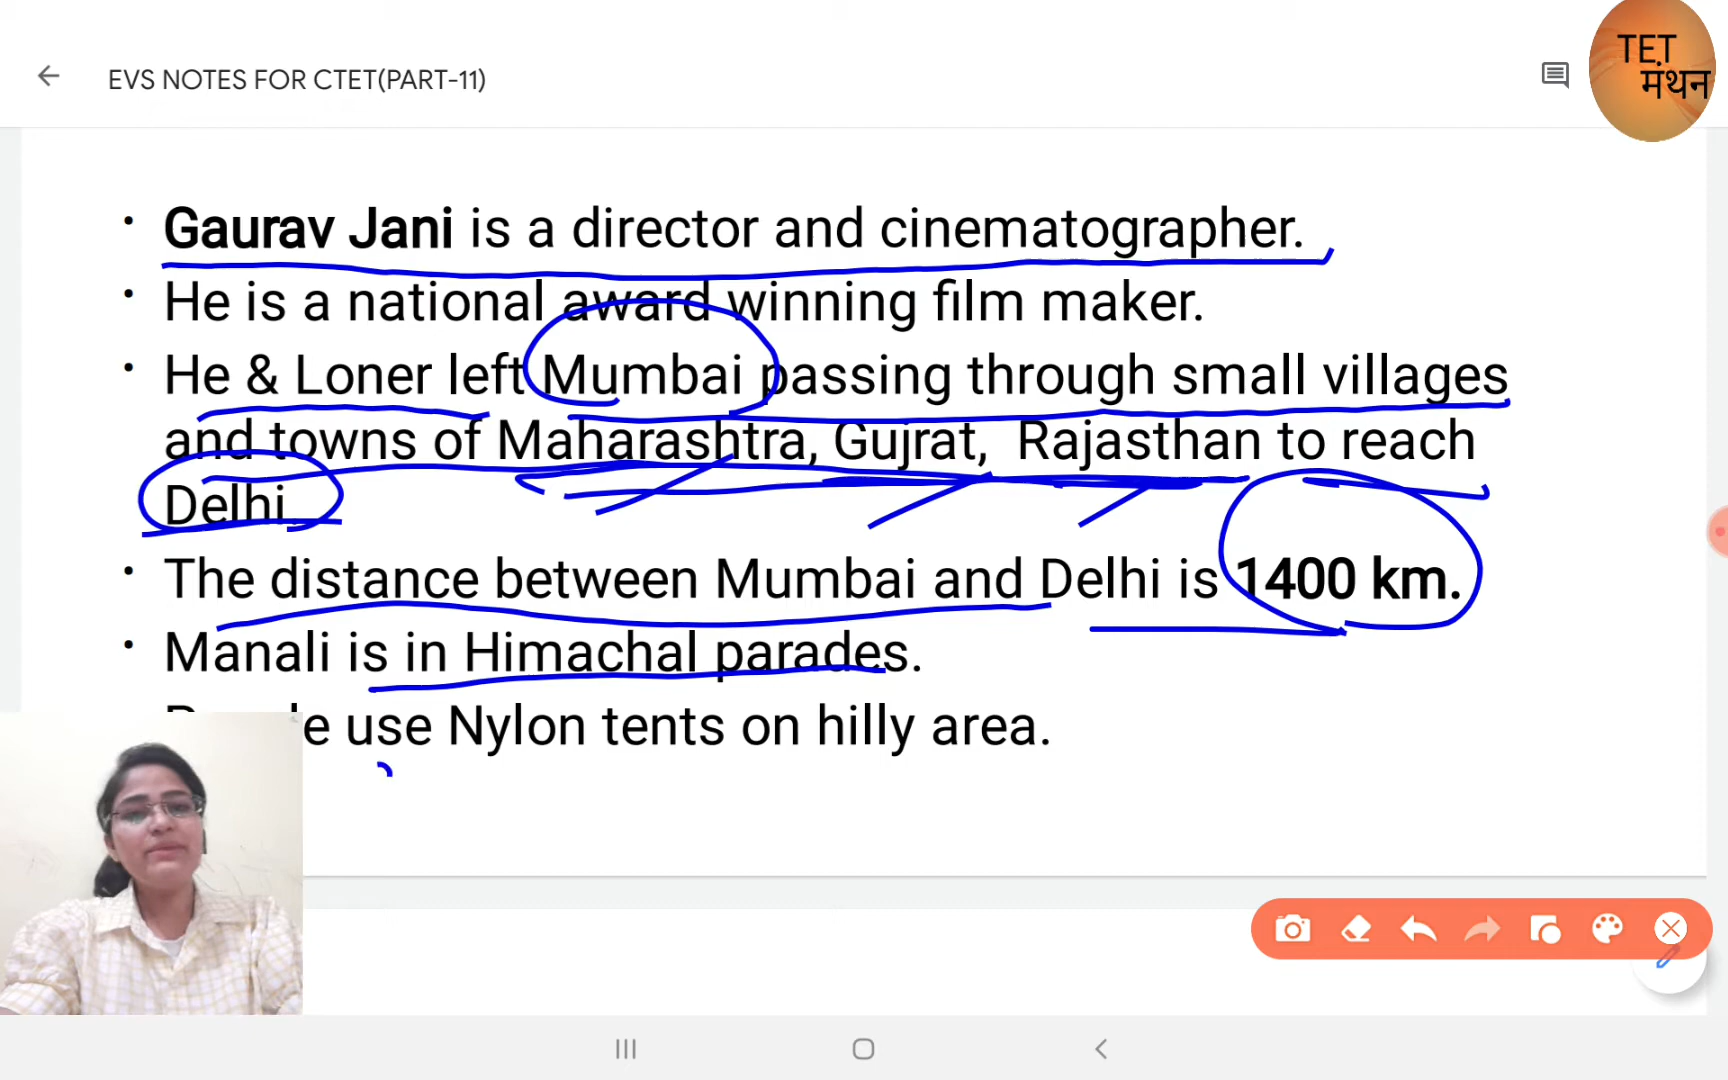 EVS NOTES FOR CTET(PART-11)
TET
मंथन
Gaurav Jani is a director and cinematographer.
He is a national award winning film maker.
He & Loner left Mumbai passing through small villages
and towns of Maharashtra, Gujrat, Rajasthan to reach
Delhi
The distance between Mumbai and Delhi is 1400 km.
Manali is in Himachal parades.
use Nylon tents on hilly area.